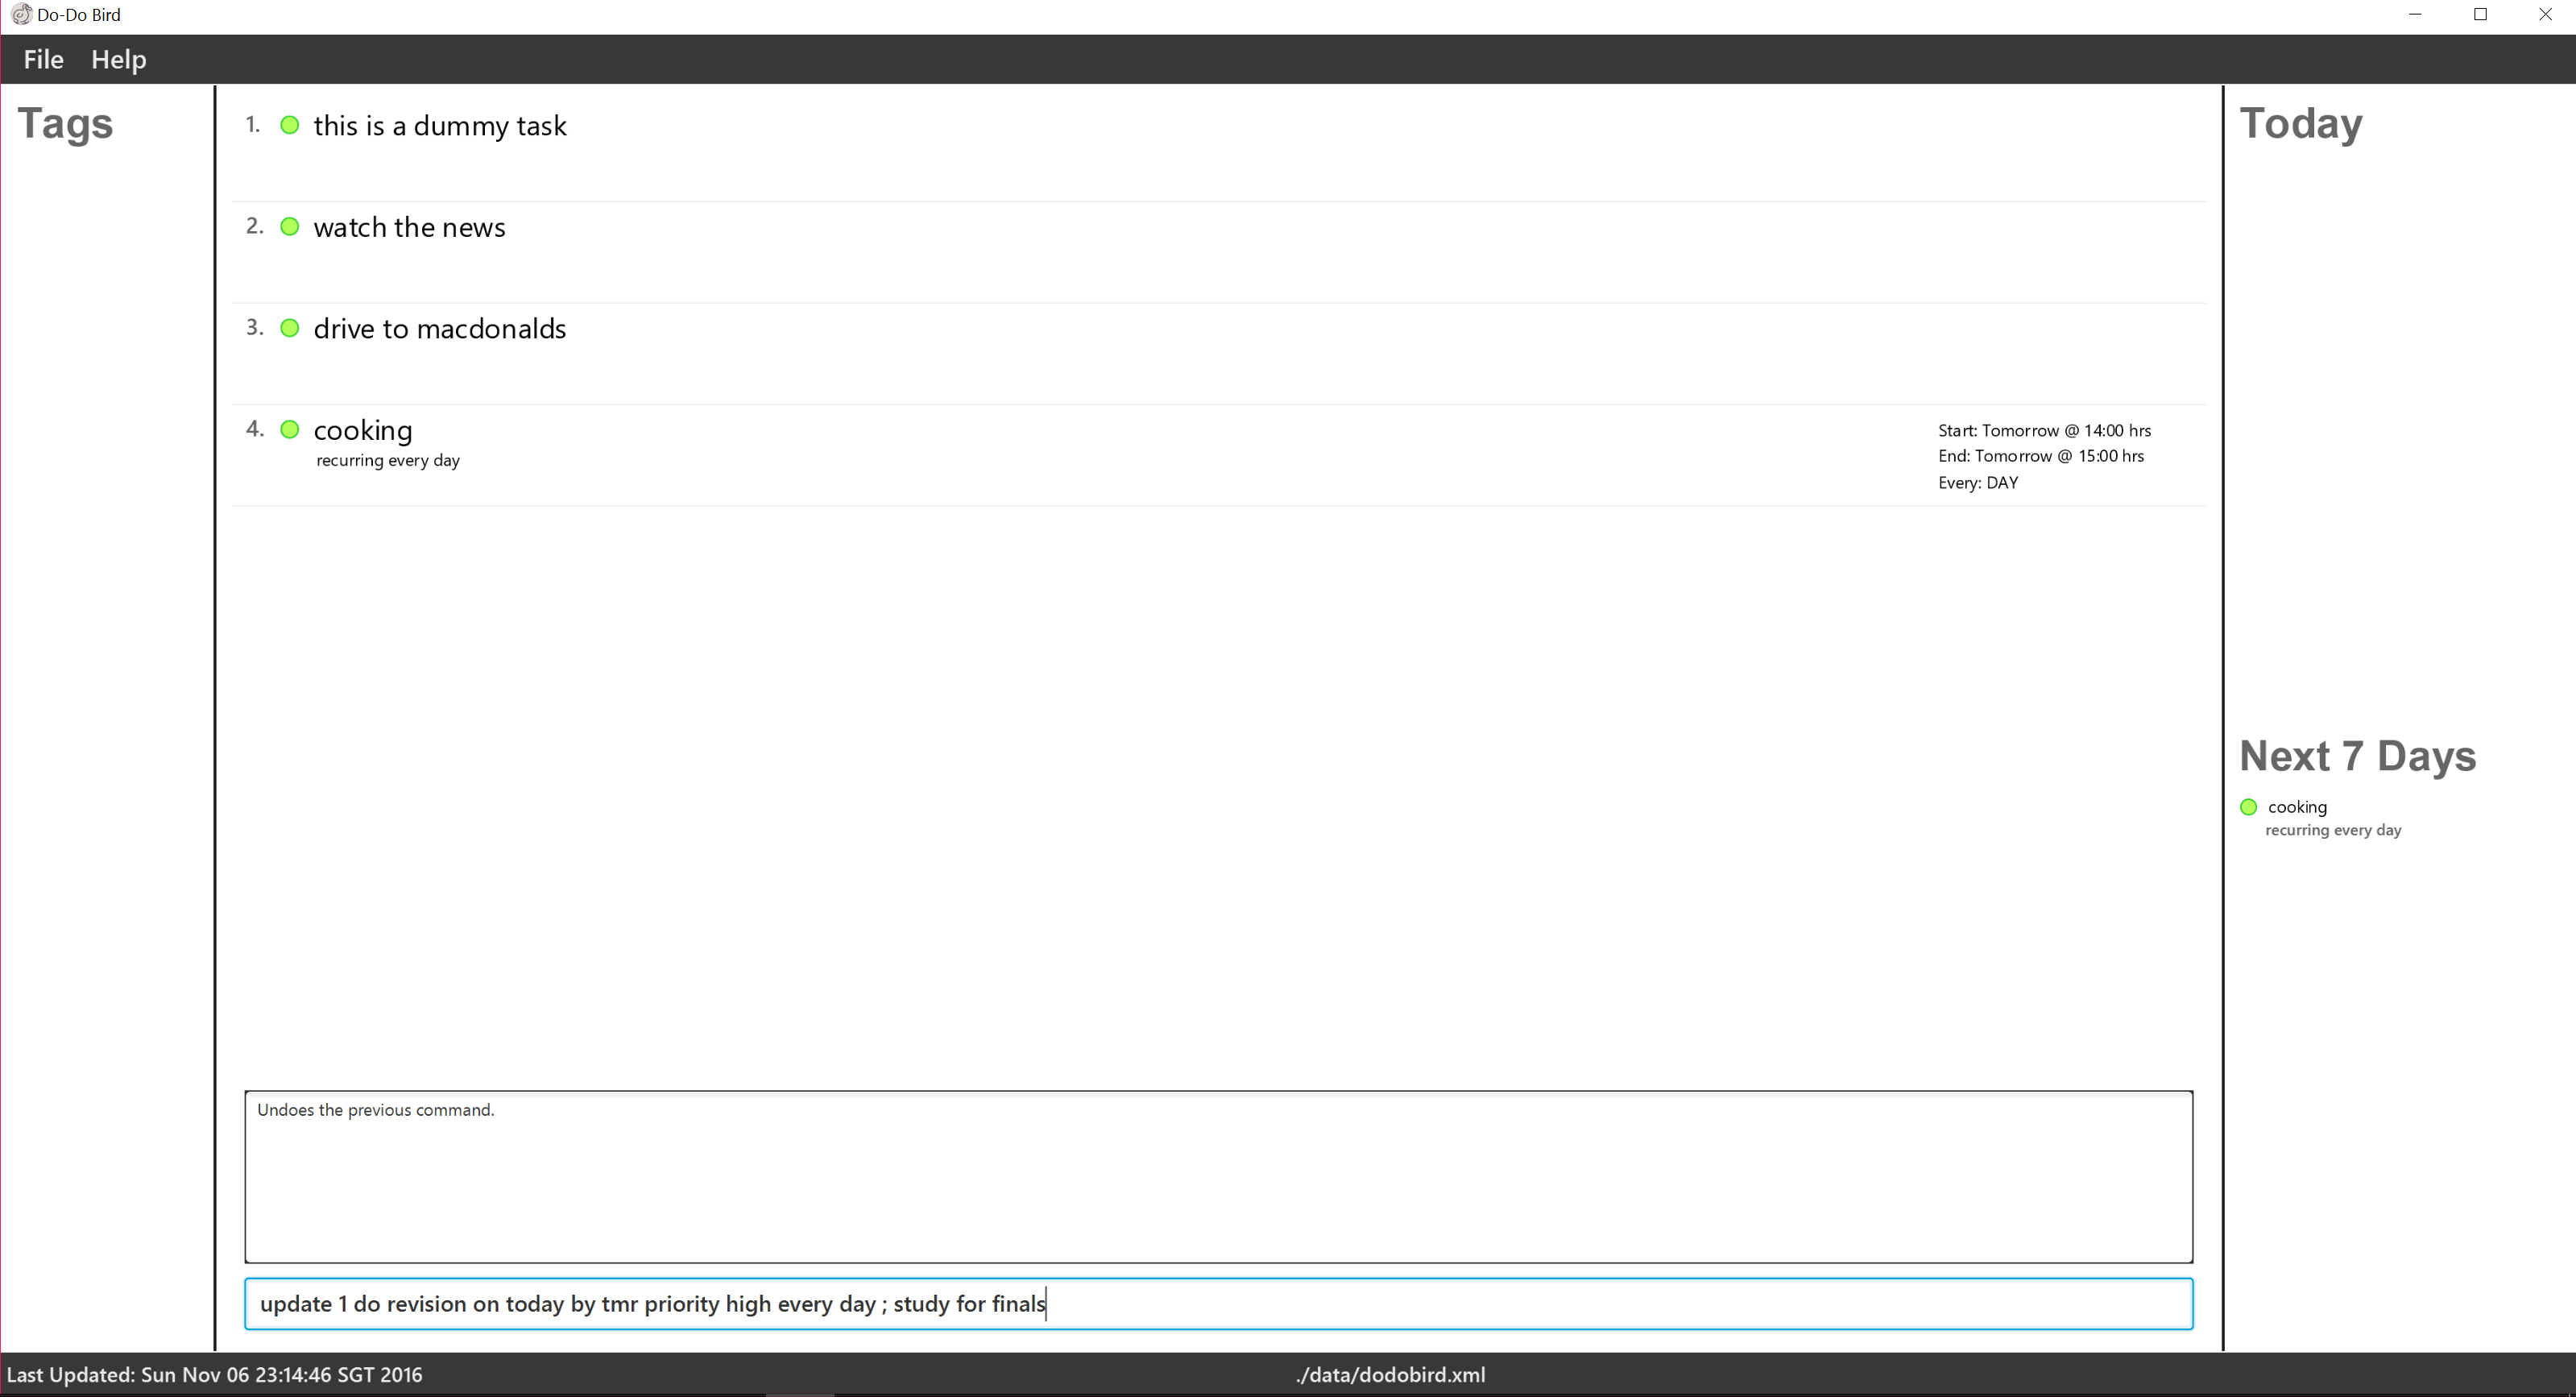 Do-Do Bird
File Help
Tags
1. this is a dummy task
2. watch the news
3. drive to macdonalds
4. cooking
recurring every day
Start: Tomorrow @ 14:00 hrs
End: Tomorrow @ 15:00 hrs
Every: DAY
Today
Next 7 Days
cooking
recurring every day
Undoes the previous command.
update 1 do revision on today by tmr priority high every day ; study for finals
Last Updated: Sun Nov 06 23:14:46 SGT 2016
./data/dodobird.xml